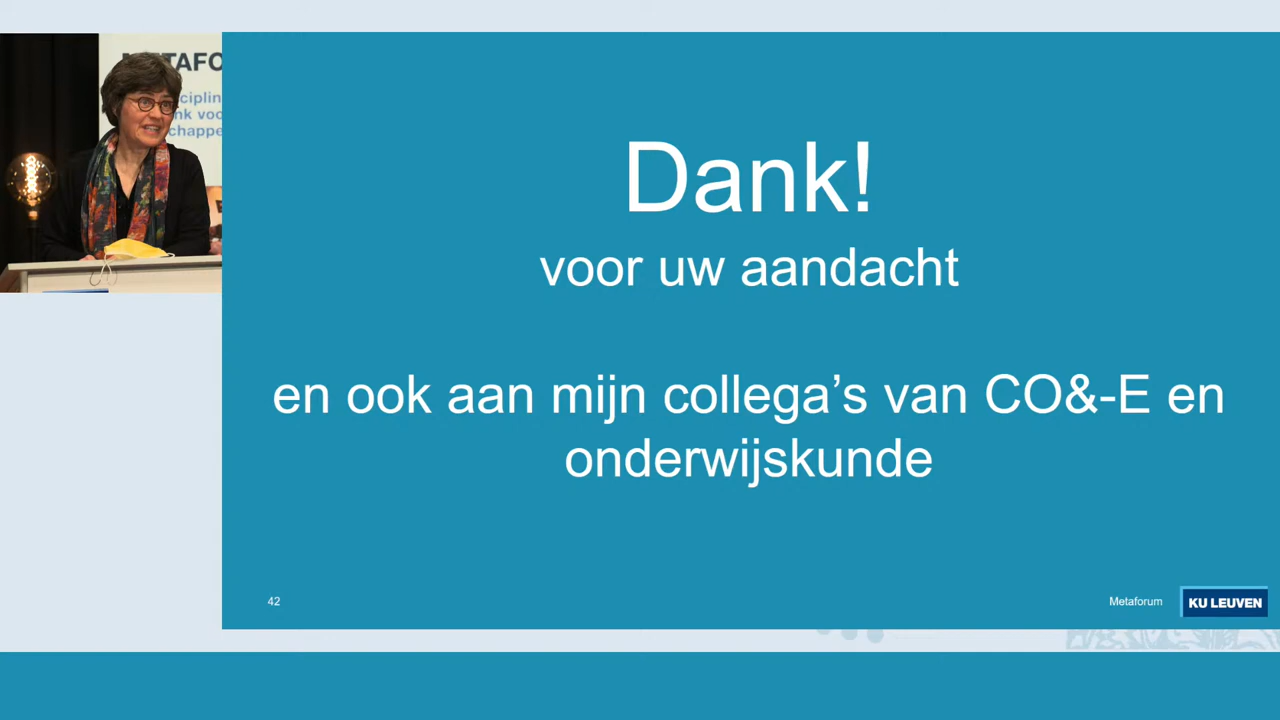 Dank!
voor uw aandacht
en ook aan mijn collega’s van CO&-E en
onderwijskunde
42
Metaforum
KU LEUVEN